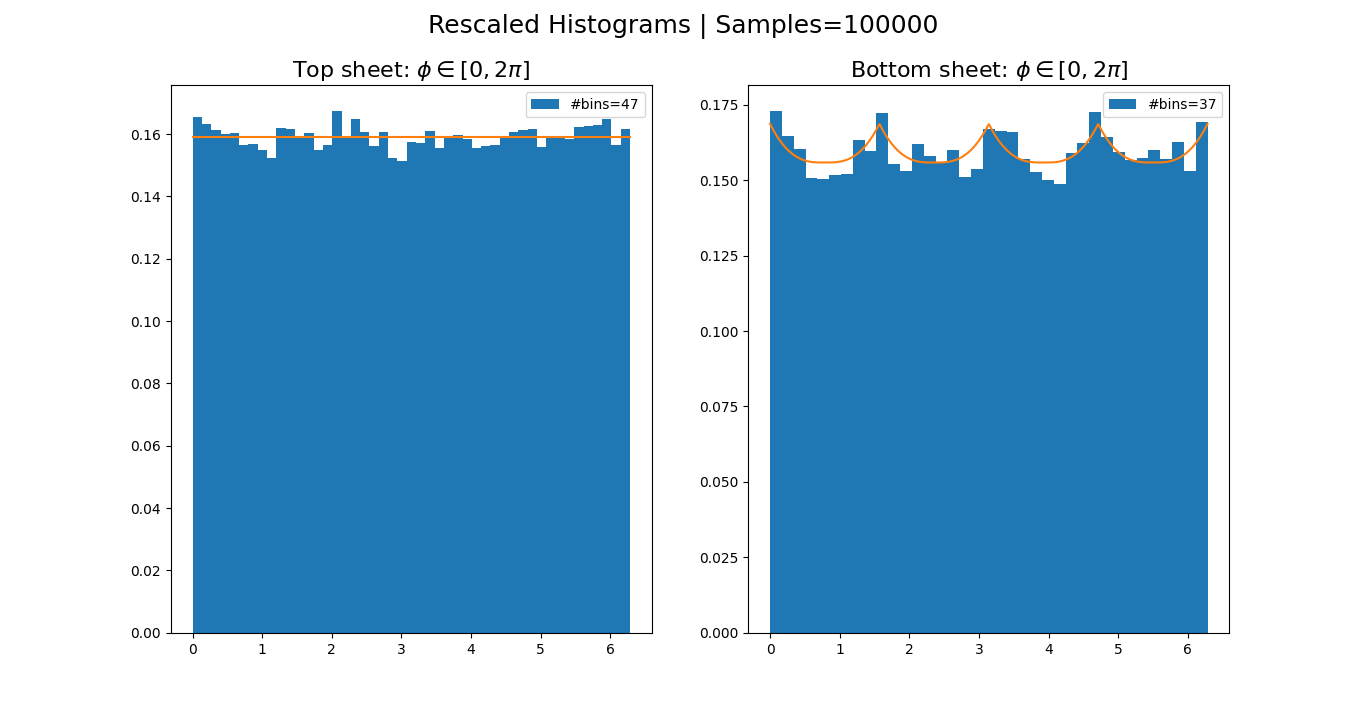 Rescaled Histograms | Samples=100000
Top sheet: ϕ ∈ [0, 2π]
#bins=47
0.16
0.14
0.12
0.10
0.08
0.06
0.04
0.02
0.00
0 1 2 3 4 5 6
Bottom sheet: ϕ ∈ [0, 2π]
#bins=37
0.175
0.150
0.125
0.100
0.075
0.050
0.025
0.000
0 1 2 3 4 5 6